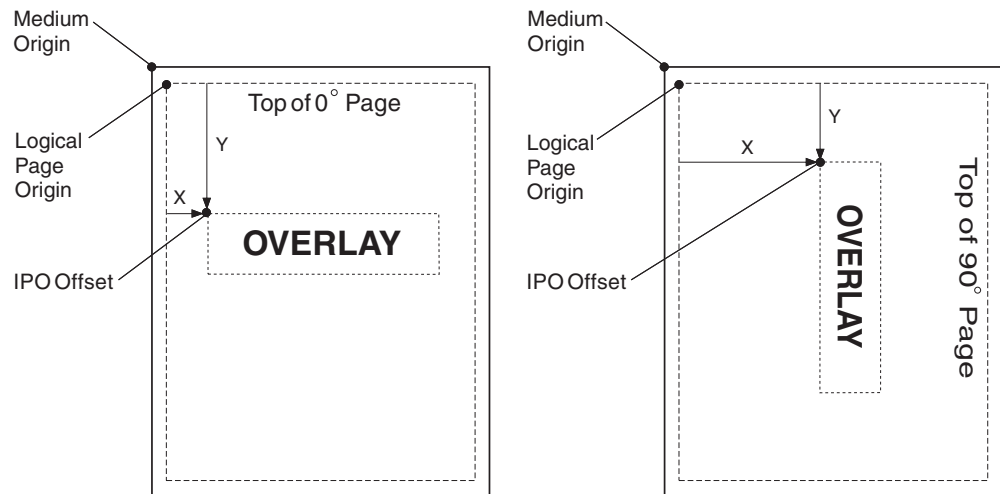 Medium
Origin
Top of 0° Page
Logical
Page
Origin
Y
X
OVERLAY
IPO Offset
Medium
Origin
Logical
Page
Origin
Y
X
IPO Offset
OVERLAY
Top of 90° Page